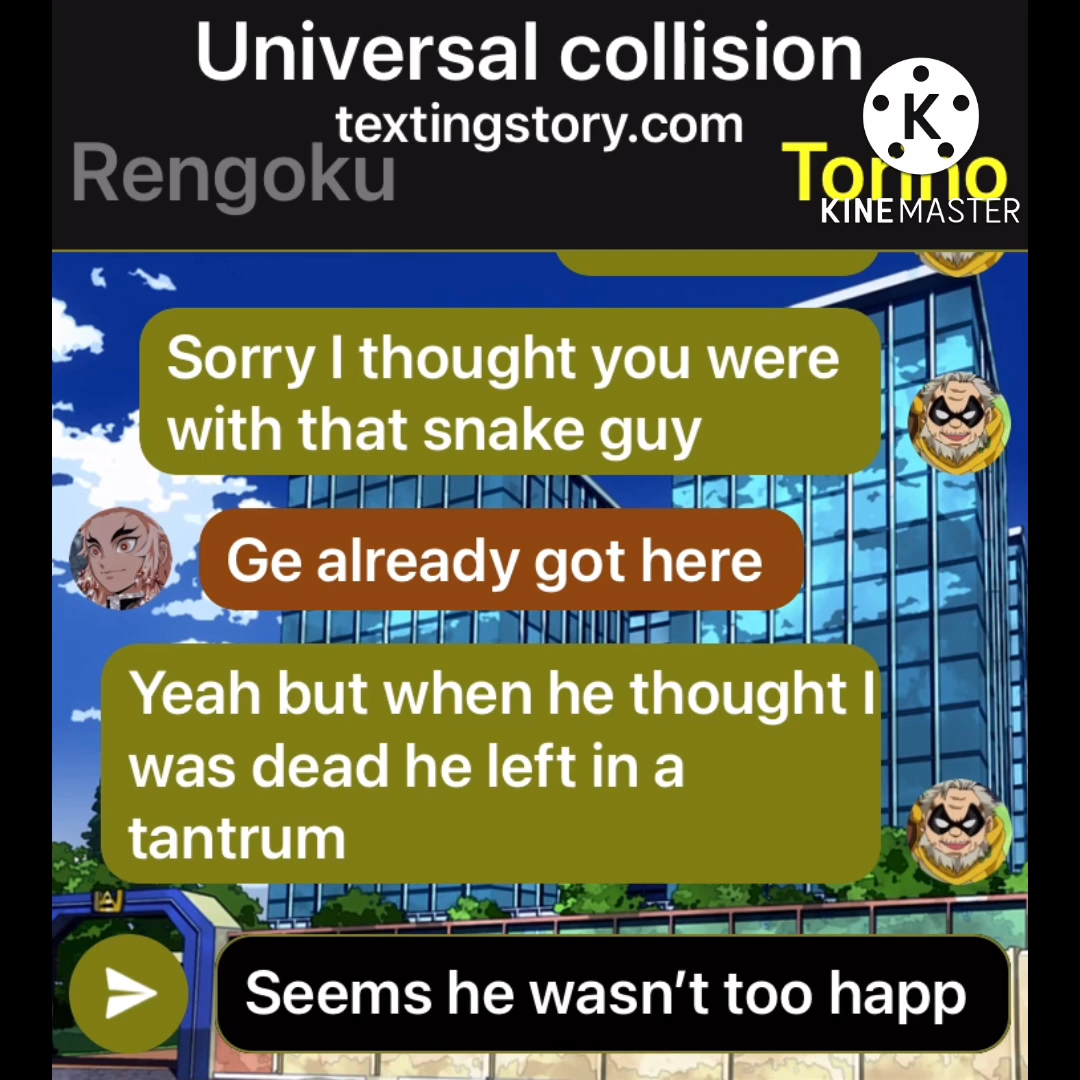 Universal collision
textingstory.com
Rengoku
K
KINEMASTER
Sorry I thought you were
with that snake guy
Ge already got here
Yeah but when he thought I
was dead he left in a
tantrum
Seems he wasn't too happ